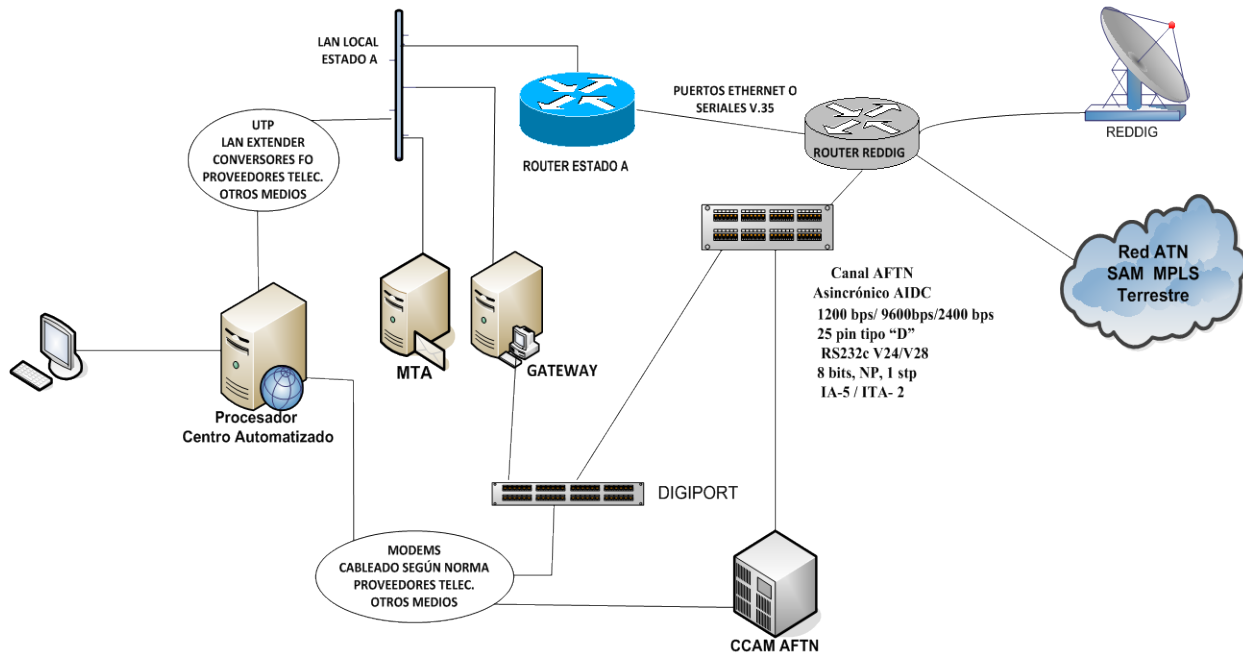 LAN LOCAL
ESTADO A
UTP
LAN EXTENDER
CONVERSORES FO
PROVEEDORES TELEC.
OTROS MEDIOS
ROUTER ESTADO A
PUERTOS ETHERNET O
SERIALES V.35
ROUTER REDDIG
REDDIG
Red ATN
SAM MPLS
Terrestre
Canal AFTN
Asincrónico AIDC
1200 bps/ 9600bps/2400 bps
25 pin tipo “D”
RS232c V24/V28
8 bits, NP, 1 stp
IA-5 / ITA- 2
MTA
GATEWAY
Procesador
Centro Automatizado
DIGIPORT
MODEMS
CABLEADO SEGÚN NORMA
PROVEEDORES TELEC.
OTROS MEDIOS
CCAM AFTN